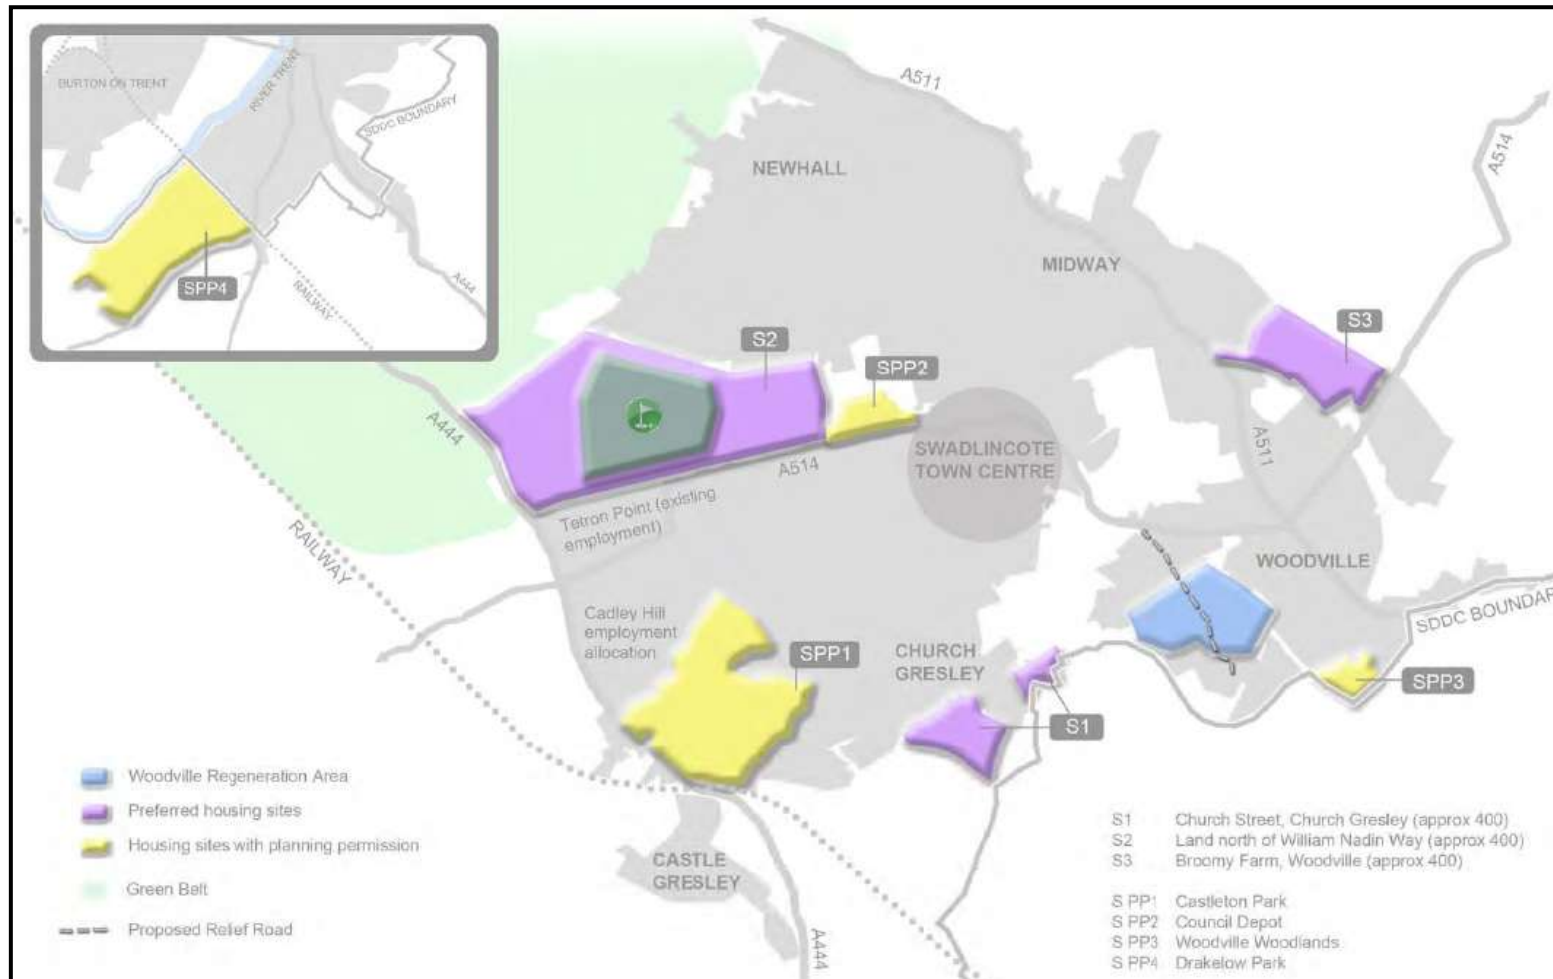 BURTON ON TRENT
RIVER TRENT
SDDC BOUNDARY
SPP4
RAILWAY
A444
A511
A514
NEWHALL
MIDWAY
S3
S2
SPP2
A444
A514
SWADLINCOTE
TOWN CENTRE
A511
Tetron Point (existing
employment)
RAILWAY
WOODVILLE
SDDC BOUNDAR
Cadley Hill
employment
allocation
SPP1
CHURCH
GRESLEY
SPP3
S1
CASTLE
GRESLEY
A444
Woodville Regeneration Area
Preferred housing sites
Housing sites with planning permission
Green Belt
Proposed Relief Road
S1 Church Street, Church Gresley (approx 400)
S2 Land north of William Nadin Way (approx 400)
S3 Broomy Farm, Woodville (approx 400)
S PP1 Castleton Park
S PP2 Council Depot
S PP3 Woodville Woodlands
S PP4 Drakelow Park